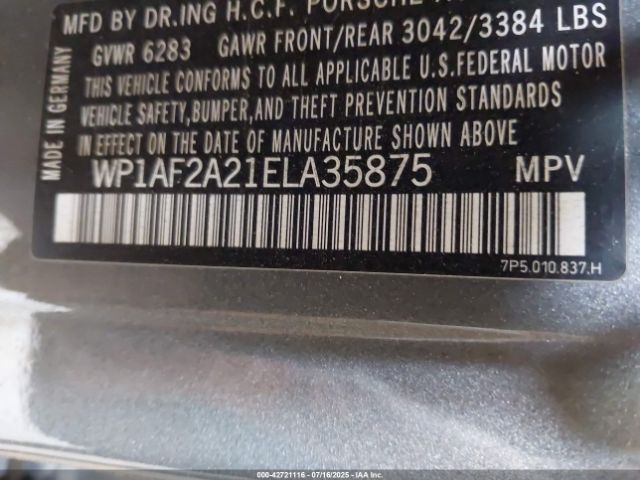 MFD BY DR.ING H.C.F. PORSCHE
GVWR 6283 GAWR FRONT/REAR 3042/3384 LBS
THIS VEHICLE CONFORMS TO ALL APPLICABLE U.S.FEDERAL MOTOR
VEHICLE SAFETY,BUMPER,AND THEFT PREVENTION STANDARDS
IN EFFECT ON THE DATE OF MANUFACTURE SHOWN ABOVE
MADE IN GERMANY
WP1AF2A21ELA35875 MPV
7P5.010.837.H
000-42721116 - 07/16/2025 - IAAI.COM